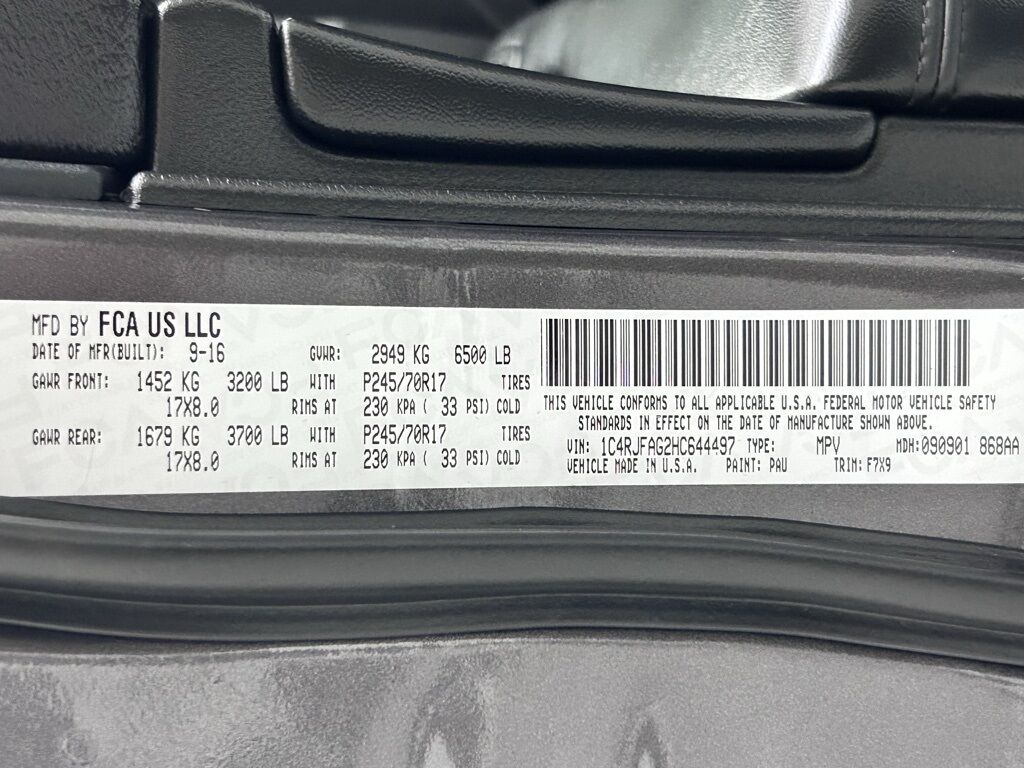 MFD BY FCA US LLC
DATE OF MFR(BUILT): 9-16 GVWR: 2949 KG 6500 LB
GAWR FRONT: 1452 KG 3200 LB WITH P245/70R17 TIRES
17X8.0 RIMS AT 230 KPA ( 33 PSI) COLD
GAWR REAR: 1679 KG 3700 LB WITH P245/70R17 TIRES
17X8.0 RIMS AT 230 KPA ( 33 PSI) COLD
THIS VEHICLE CONFORMS TO ALL APPLICABLE U.S.A. FEDERAL MOTOR VEHICLE SAFETY
STANDARDS IN EFFECT ON THE DATE OF MANUFACTURE SHOWN ABOVE.
VIN: 1C4RJFAG2HC644497 TYPE: MPV MDH:090901 868AA
VEHICLE MADE IN U.S.A. PAINT: PAU TRIM: F7X9